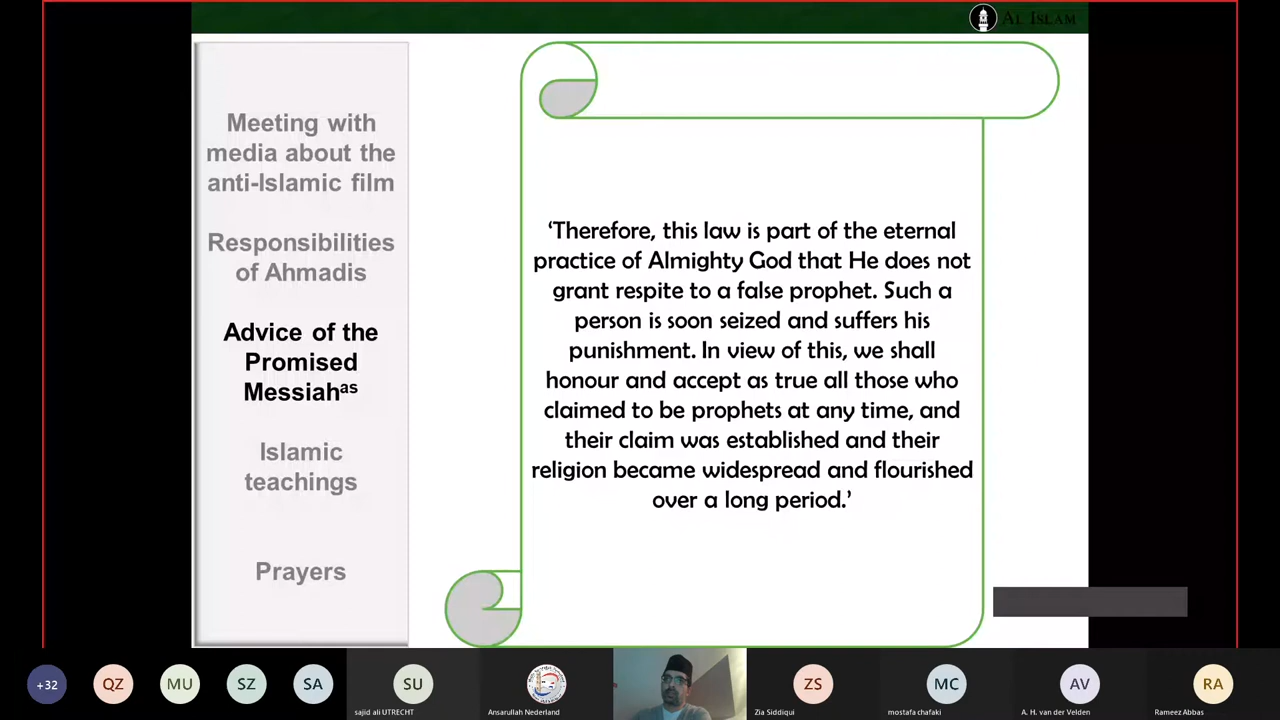 AL ISLAM
Meeting with
media about the
anti-Islamic film
Responsibilities
of Ahmadis
Advice of the
Promised
Messiahas
Islamic
teachings
Prayers
‘Therefore, this law is part of the eternal
practice of Almighty God that He does not
grant respite to a false prophet. Such a
person is soon seized and suffers his
punishment. In view of this, we shall
honour and accept as true all those who
claimed to be prophets at any time, and
their claim was established and their
religion became widespread and flourished
over a long period.’
+32
QZ
MU
SZ
SA
SU
ZS
MC
AV
RA
sajid ali UTRECHT
Ansarullah Nederland
Zia Siddiqui
mostafa chafaki
A. H. van der Velden
Rameez Abbas